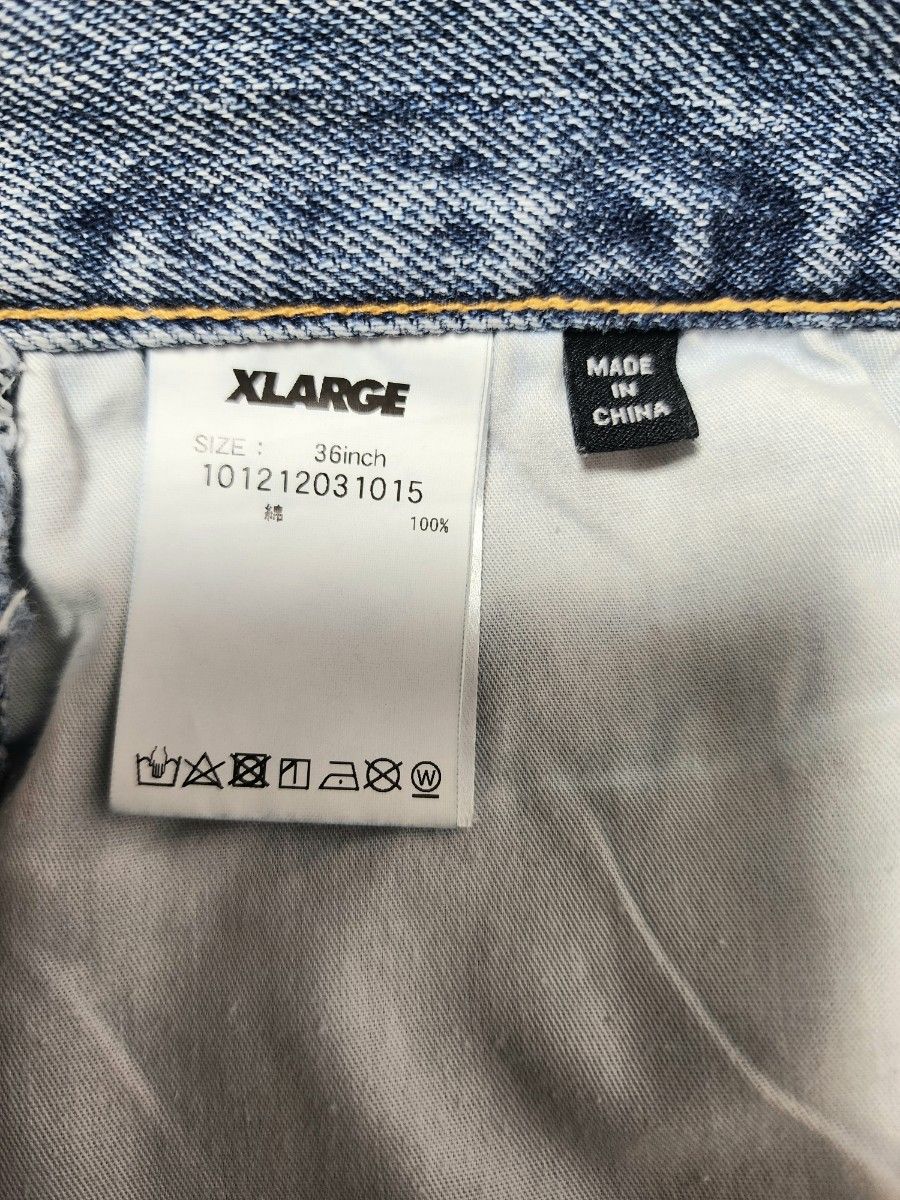 XLARGE
SIZE : 36inch
101212031015
綿 100%
W
MADE
IN
CHINA